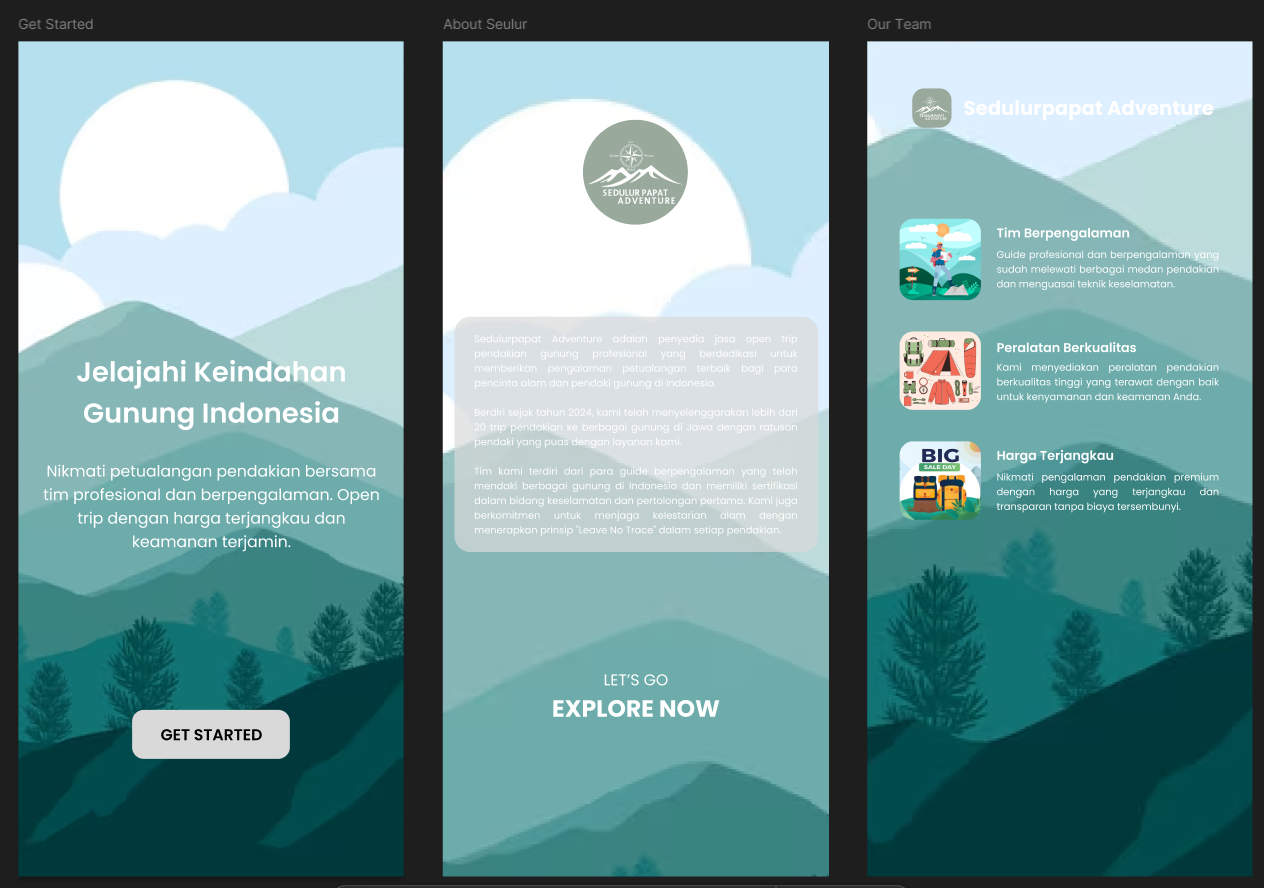 Get Started
Jelajahi Keindahan
Gunung Indonesia
Nikmati petualangan pendakian bersama
tim profesional dan berpengalaman. Open
trip dengan harga terjangkau dan
keamanan terjamin.
GET STARTED
About Seulur
SEDULUR PAPAT
ADVENTURE
Sedulurpapat Adventure adalah penyedia jasa open trip
pendakian gunung profesional yang berdedikasi untuk
memberikan pengalaman petualangan terbaik bagi para
pencinta alam dan pendaki gunung di Indonesia.
Berdiri sejak tahun 2024, kami telah menyelenggarakan lebih dari
20 trip pendakian ke berbagai gunung di Jawa dengan ratusan
pendaki yang puas dengan layanan kami.
Tim kami terdiri dari para guide berpengalaman yang telah
mendaki berbagai gunung di Indonesia dan memiliki sertifikasi
dalam bidang keselamatan dan pertolongan pertama. Kami juga
berkomitmen untuk menjaga kelestarian alam dengan
menerapkan prinsip "Leave No Trace" dalam setiap pendakian.
LET'S GO
EXPLORE NOW
Our Team
SEDULUR PAPAT
ADVENTURE
Sedulurpapat Adventure
Tim Berpengalaman
Guide profesional dan berpengalaman yang
sudah melewati berbagai medan pendakian
dan menguasai teknik keselamatan.
Peralatan Berkualitas
Kami menyediakan peralatan pendakian
berkualitas tinggi yang terawat dengan baik
untuk kenyamanan dan keamanan Anda.
BIG
SALE DAY
Harga Terjangkau
Nikmati pengalaman pendakian premium
dengan harga yang terjangkau dan
transparan tanpa biaya tersembunyi.